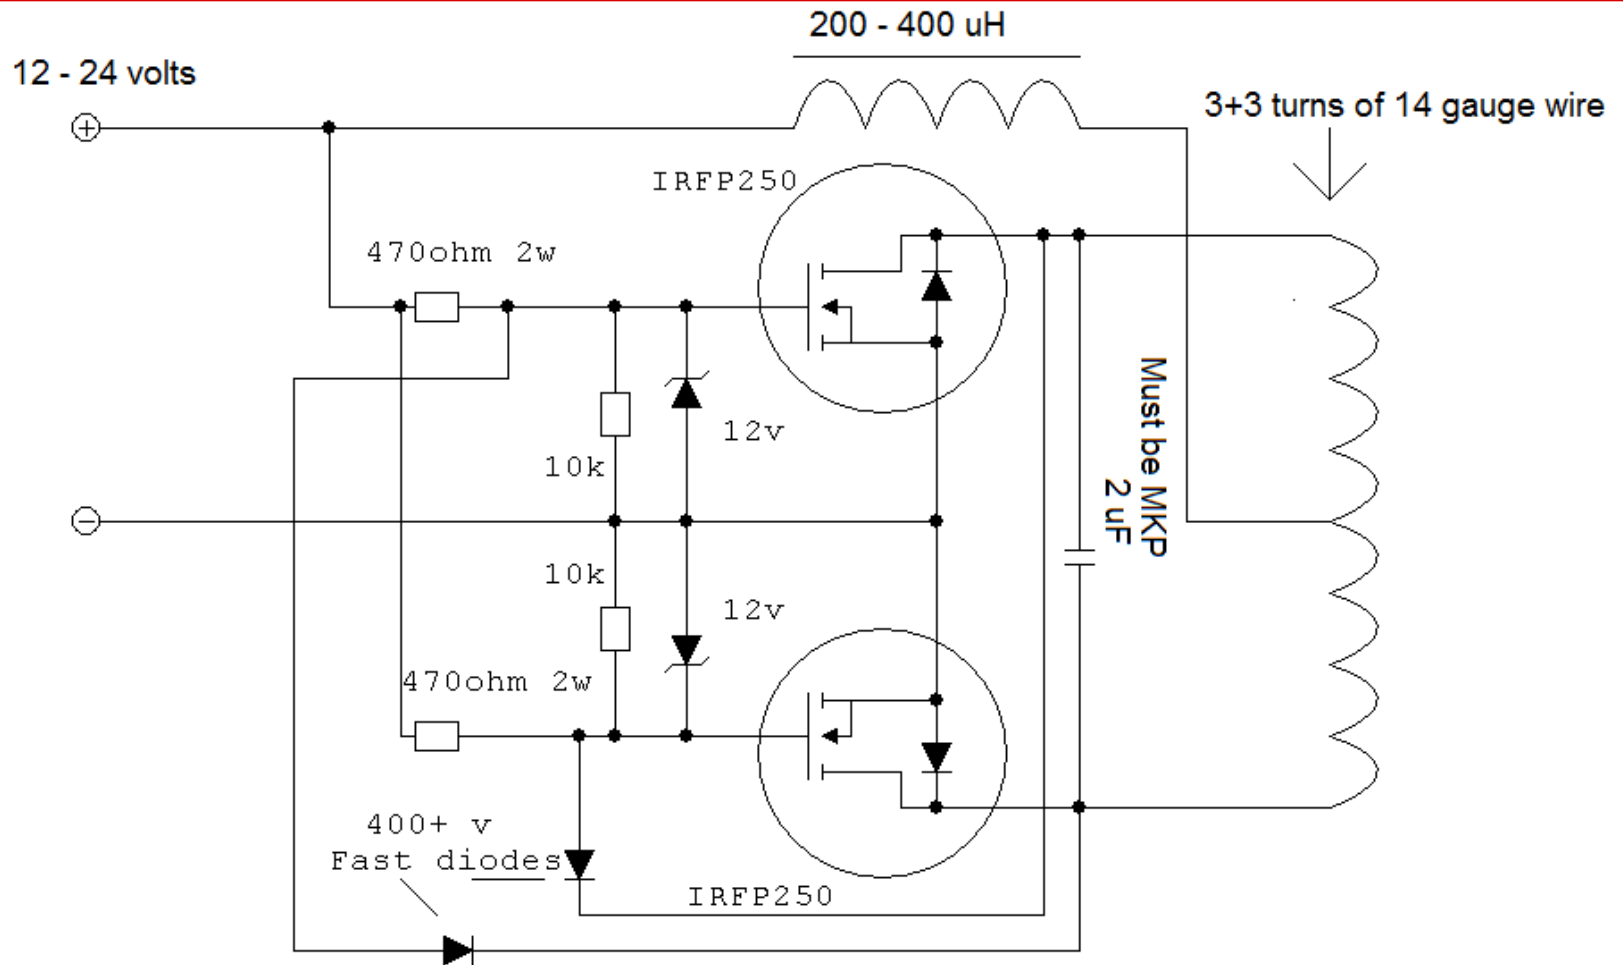 200 - 400 uH
12 - 24 volts
3+3 turns of 14 gauge wire
IRFP250
470ohm 2w
12v
10k
Must be MKP
2 uF
10k
12v
470ohm 2w
400+ v
Fast diodes
IRFP250